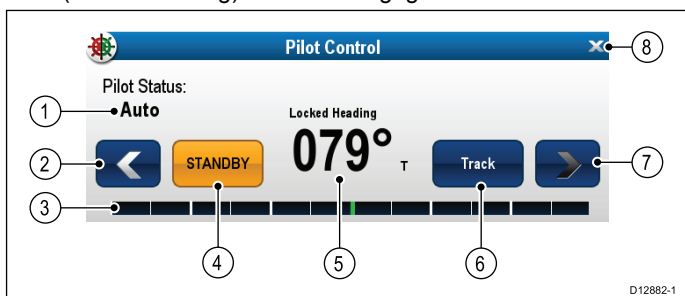 Pilot Control
8
Pilot Status:
1
Auto
Locked Heading
2
STANDBY
079° T
Track
7
3
4
5
6
D12882-1